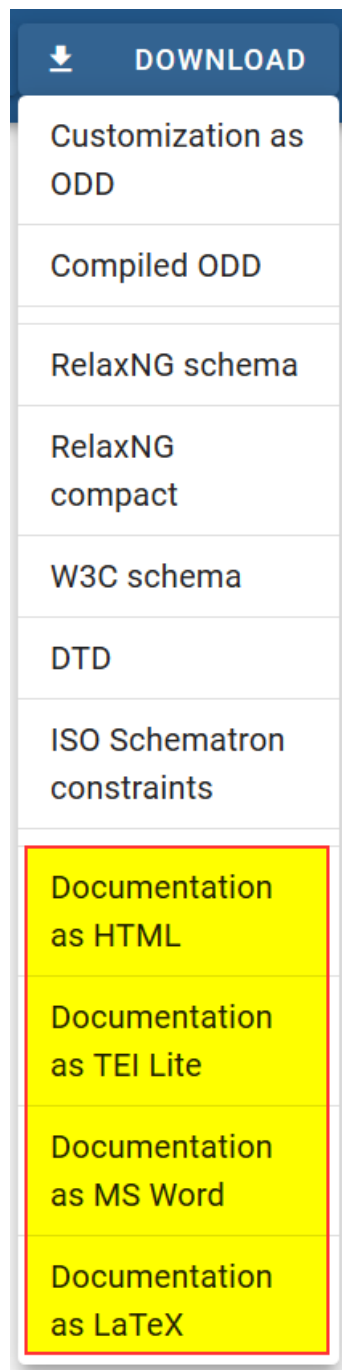 DOWNLOAD
Customization as
ODD
Compiled ODD
RelaxNG schema
RelaxNG
compact
W3C schema
DTD
ISO Schematron
constraints
Documentation
as HTML
Documentation
as TEI Lite
Documentation
as MS Word
Documentation
as LaTeX